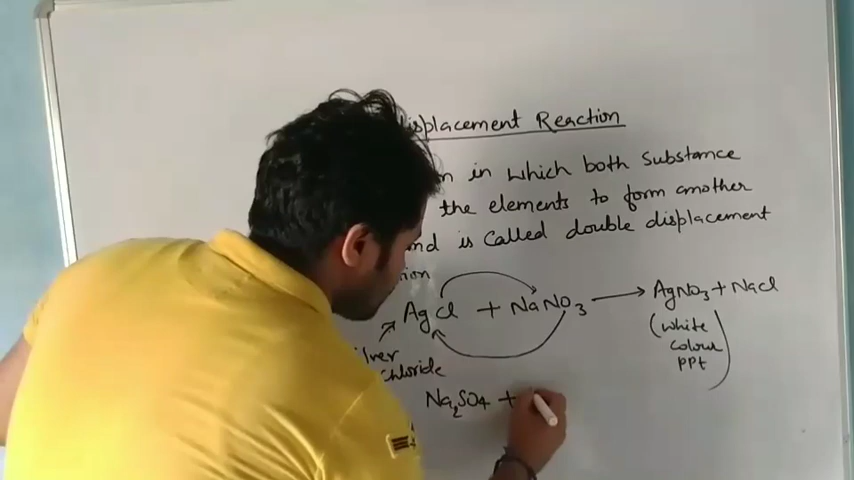 isplacement Reaction
n in which both substance
the elements to form another
nd is called double displacement
tion
AgCl + NaNO3 → AgNO3 + NaCl
(white
colour
ppt)
ilver
chloride
Na2SO4 +